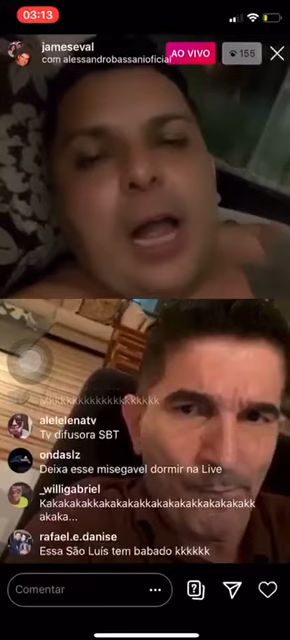 03:13
jameseval
com alessandrobassanioficial
AO VIVO
155
kkkkkkkkkkkkkkkkkkkk
alelelenatv
Tv difusora SBT
ondaslz
Deixa esse misegavel dormir na Live
_willigabriel
Kakakakakkakakakakkakakakakkakakakakk
akaka...
rafael.e.danise
Essa São Luís tem babado kkkkkk
Comentar